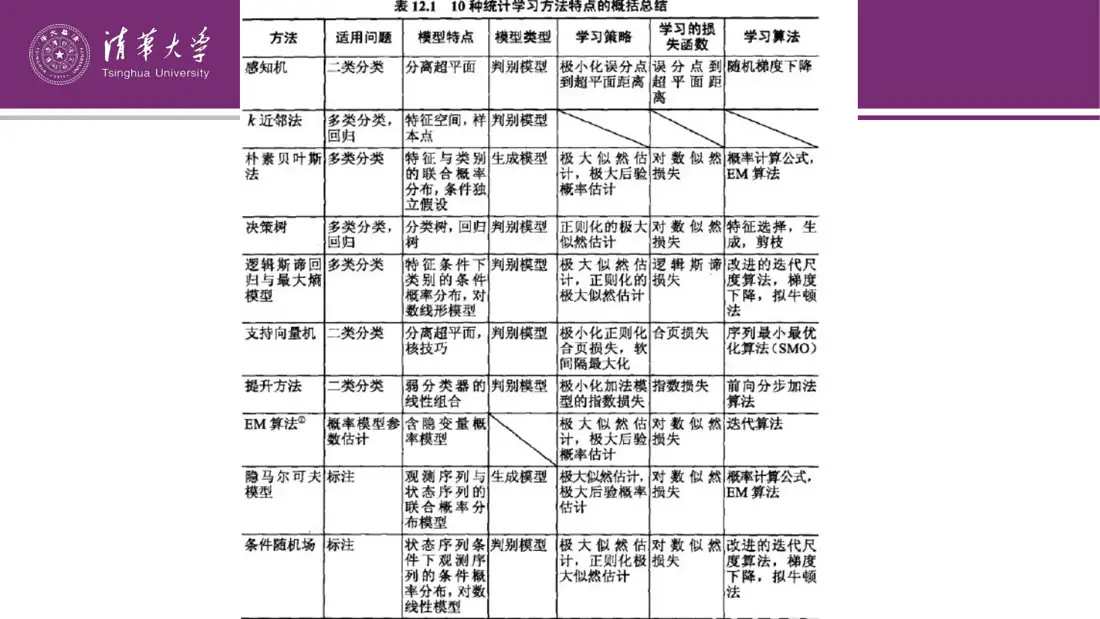 清华大学
Tsinghua University
表 12.1 10 种统计学习方法特点的概括总结
方法 适用问题 模型特点 模型类型 学习策略 学习的损失函数 学习算法
感知机 二类分类 分离超平面 判别模型 极小化误分点到超平面距离 误分点到超平面距离 随机梯度下降
k 近邻法 多类分类,回归 特征空间,样本点 判别模型
朴素贝叶斯法 多类分类 特征与类别的联合概率分布,条件独立假设 生成模型 极大似然估计,极大后验概率估计 对数似然损失 概率计算公式,EM 算法
决策树 多类分类,回归 分类树,回归树 判别模型 正则化的极大似然估计 对数似然损失 特征选择,生成,剪枝
逻辑斯谛回归与最大熵模型 多类分类 特征条件下类别的条件概率分布,对数线形模型 判别模型 极大似然估计,正则化的极大似然估计 逻辑斯谛损失 改进的迭代尺度算法,梯度下降,拟牛顿法
支持向量机 二类分类 分离超平面,核技巧 判别模型 极小化正则化合页损失,软间隔最大化 合页损失 序列最小最优化算法(SMO)
提升方法 二类分类 弱分类器的线性组合 判别模型 极小化加法模型的指数损失 指数损失 前向分步加法算法
EM 算法① 概率模型参数估计 含隐变量概率模型 极大似然估计,极大后验概率估计 对数似然损失 迭代算法
隐马尔可夫模型 标注 观测序列与状态序列的联合概率分布模型 生成模型 极大似然估计,极大后验概率估计 对数似然损失 概率计算公式,EM 算法
条件随机场 标注 状态序列条件下观测序列的条件概率分布,对数线性模型 判别模型 极大似然估计,正则化极大似然估计 对数似然损失 改进的迭代尺度算法,梯度下降,拟牛顿法